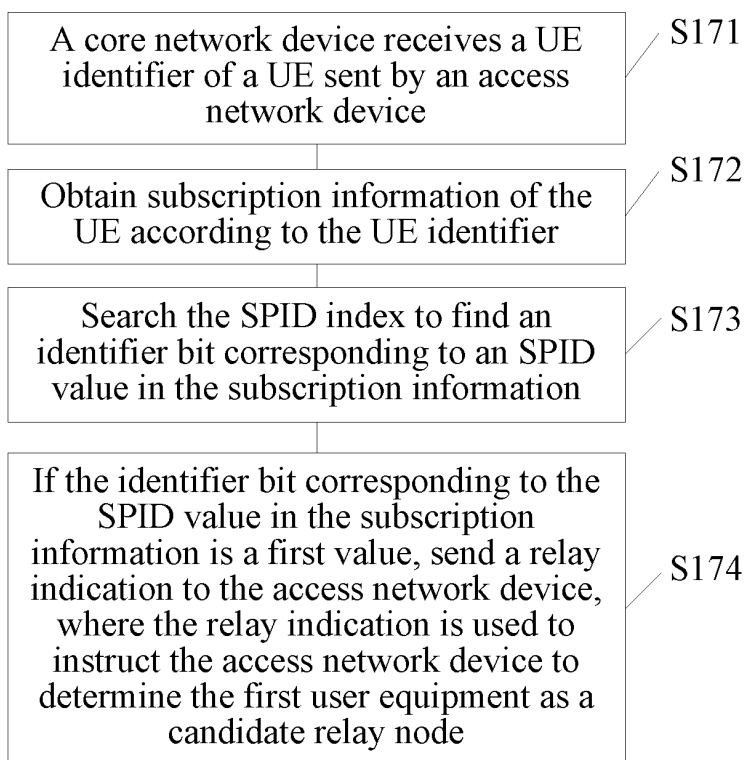 A core network device receives a UE
identifier of a UE sent by an access
network device
S171
Obtain subscription information of the
UE according to the UE identifier
S172
Search the SPID index to find an
identifier bit corresponding to an SPID
value in the subscription information
S173
If the identifier bit corresponding to the
SPID value in the subscription
information is a first value, send a relay
indication to the access network device,
where the relay indication is used to
instruct the access network device to
determine the first user equipment as a
candidate relay node
S174